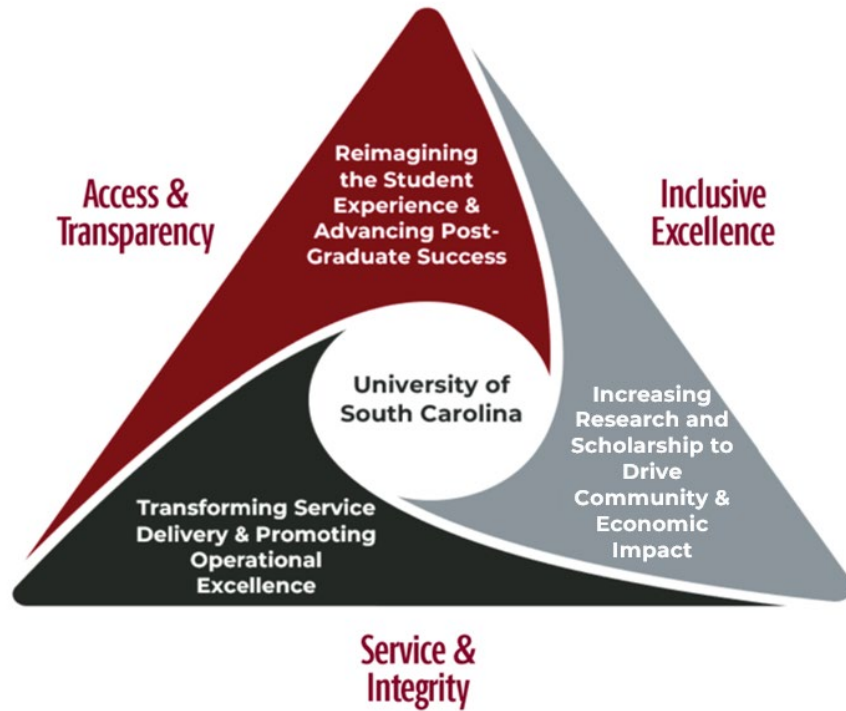 Reimagining
the Student
Experience &
Advancing Post-
Graduate Success
Access &
Transparency
Inclusive
Excellence
University of
South Carolina
Increasing
Research and
Scholarship to
Drive
Community &
Economic
Impact
Transforming Service
Delivery & Promoting
Operational
Excellence
Service &
Integrity